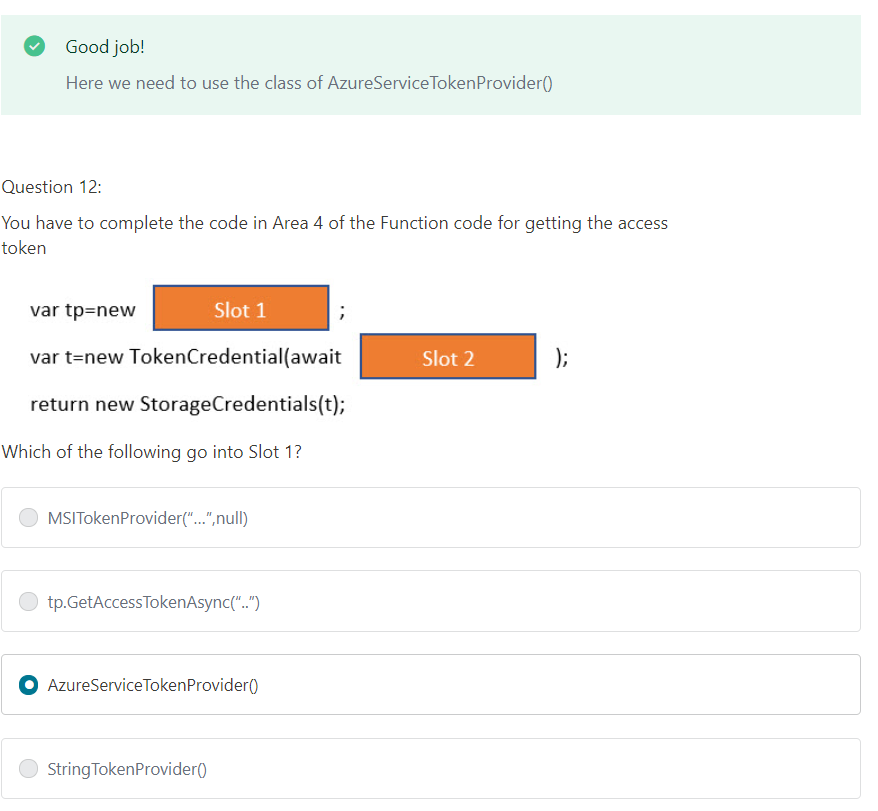 Good job!
Here we need to use the class of AzureServiceTokenProvider()
Question 12:
You have to complete the code in Area 4 of the Function code for getting the access
token
var tp=new Slot 1 ;
var t=new TokenCredential(await Slot 2 );
return new StorageCredentials(t);
Which of the following go into Slot 1?
MSITokenProvider(“...”,null)
tp.GetAccessTokenAsync(“..”)
AzureServiceTokenProvider()
StringTokenProvider()